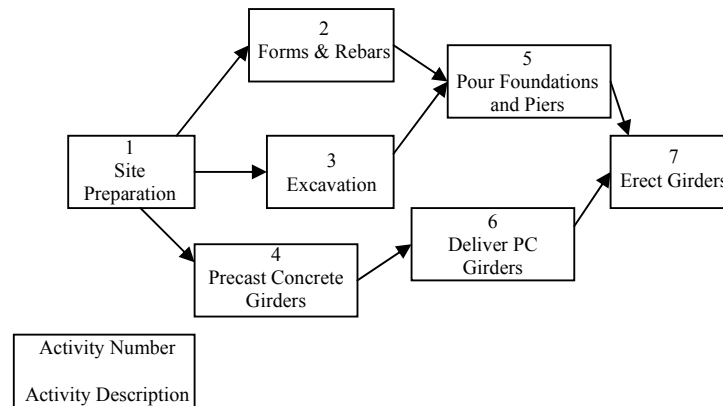 2
Forms & Rebars
5
Pour Foundations
and Piers
1
Site
Preparation
3
Excavation
7
Erect Girders
4
Precast Concrete
Girders
6
Deliver PC
Girders
Activity Number
Activity Description